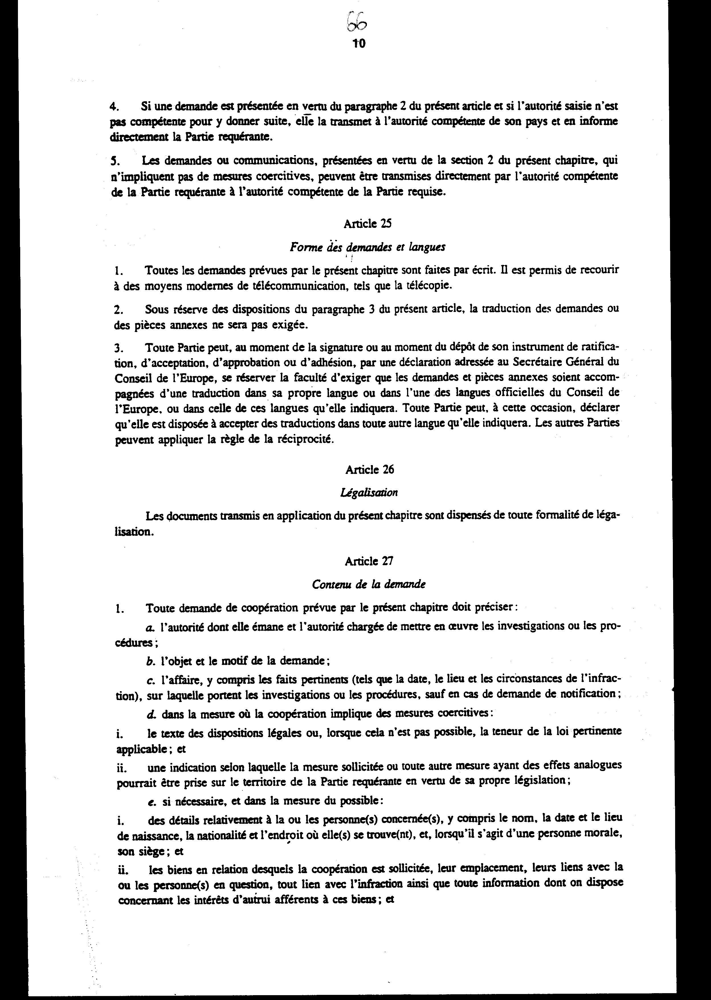 66
10
4. Si une demande est présentée en vertu du paragraphe 2 du présent article et si l'autorité saisie n'est
pas compétente pour y donner suite, elle la transmet à l'autorité compétente de son pays et en informe
directement la Partie requérante.
5. Les demandes ou communications, présentées en vertu de la section 2 du présent chapitre, qui
n'impliquent pas de mesures coercitives, peuvent être transmises directement par l'autorité compétente
de la Partie requérante à l'autorité compétente de la Partie requise.
Article 25
Forme des demandes et langues
1. Toutes les demandes prévues par le présent chapitre sont faites par écrit. Il est permis de recourir
à des moyens modernes de télécommunication, tels que la télécopie.
2. Sous réserve des dispositions du paragraphe 3 du présent article, la traduction des demandes ou
des pièces annexes ne sera pas exigée.
3. Toute Partie peut, au moment de la signature ou au moment du dépôt de son instrument de ratifica-
tion, d'acceptation, d'approbation ou d'adhésion, par une déclaration adressée au Secrétaire Général du
Conseil de l'Europe, se réserver la faculté d'exiger que les demandes et pièces annexes soient accom-
pagnées d'une traduction dans sa propre langue ou dans l'une des langues officielles du Conseil de
l'Europe, ou dans celle de ces langues qu'elle indiquera. Toute Partie peut, à cette occasion, déclarer
qu'elle est disposée à accepter des traductions dans toute autre langue qu'elle indiquera. Les autres Parties
peuvent appliquer la règle de la réciprocité.
Article 26
Légalisation
Les documents transmis en application du présent chapitre sont dispensés de toute formalité de léga-
lisation.
Article 27
Contenu de la demande
1. Toute demande de coopération prévue par le présent chapitre doit préciser :
a. l'autorité dont elle émane et l'autorité chargée de mettre en œuvre les investigations ou les pro-
cédures ;
b. l'objet et le motif de la demande ;
c. l'affaire, y compris les faits pertinents (tels que la date, le lieu et les circonstances de l'infrac-
tion), sur laquelle portent les investigations ou les procédures, sauf en cas de demande de notification ;
d. dans la mesure où la coopération implique des mesures coercitives :
i. le texte des dispositions légales ou, lorsque cela n'est pas possible, la teneur de la loi pertinente
applicable ; et
ii. une indication selon laquelle la mesure sollicitée ou toute autre mesure ayant des effets analogues
pourrait être prise sur le territoire de la Partie requérante en vertu de sa propre législation ;
e. si nécessaire, et dans la mesure du possible :
i. des détails relativement à la ou les personne(s) concernée(s), y compris le nom, la date et le lieu
de naissance, la nationalité et l'endroit où elle(s) se trouve(nt), et, lorsqu'il s'agit d'une personne morale,
son siège ; et
ii. les biens en relation desquels la coopération est sollicitée, leur emplacement, leurs liens avec la
ou les personne(s) en question, tout lien avec l'infraction ainsi que toute information dont on dispose
concernant les intérêts d'autrui afférents à ces biens ; et